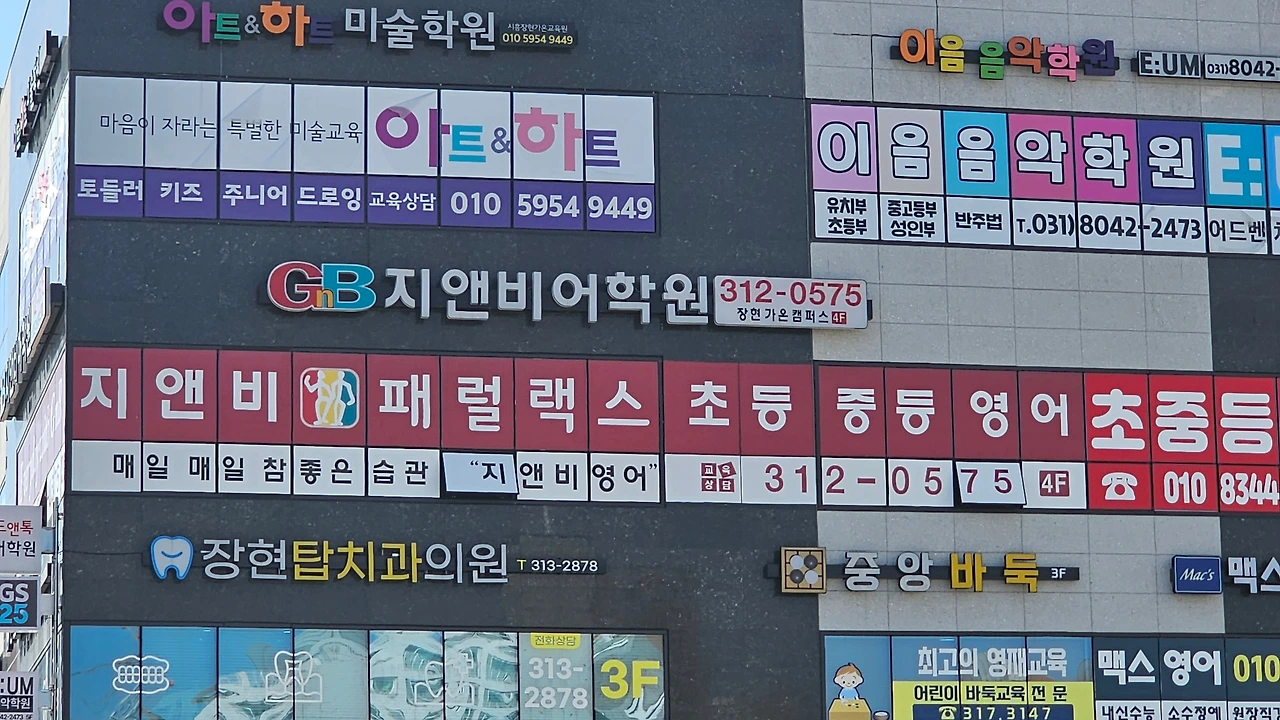 아트&하트 미술학원 시흥장현가온교육원
010 5954 9449
이음 음악학원 E:UM 031)8042-
마음이 자라는 특별한 미술교육 아트&하트
토들러 키즈 주니어 드로잉 교육상담 010 5954 9449
이음음악학원 E:
유치부 초등부 중고등부 성인부 반주법 T.031)8042-2473 어드벤
GnB 지앤비어학원 312-0575
장현가온캠퍼스 4F
지앤비 패럴랙스 초등 중등 영어 초중등
매일 매일 참 좋은 습관 "지앤비영어" 교육상담 312-0575 4F ☎ 010 8344
장현탑치과의원 T 313-2878
중앙바둑 3F
Mac's 맥스
전화상담
313-2878 3F
최고의 영재교육
어린이 바둑교육 전문
☎317.3147
맥스 영어 010
내신수능 소수정예
어학원
GS
25
E:UM